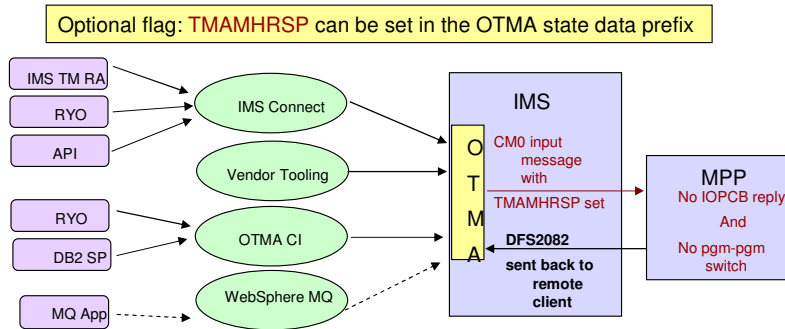 Optional flag: TMAMHRSP can be set in the OTMA state data prefix
IMS TM RA
RYO
API
RYO
DB2 SP
MQ App
IMS Connect
Vendor Tooling
OTMA CI
WebSphere MQ
IMS
O
T
M
A
CM0 input
message
with
TMAMHRSP set
DFS2082
sent back to
remote
client
MPP
No IOPCB reply
And
No pgm-pgm
switch